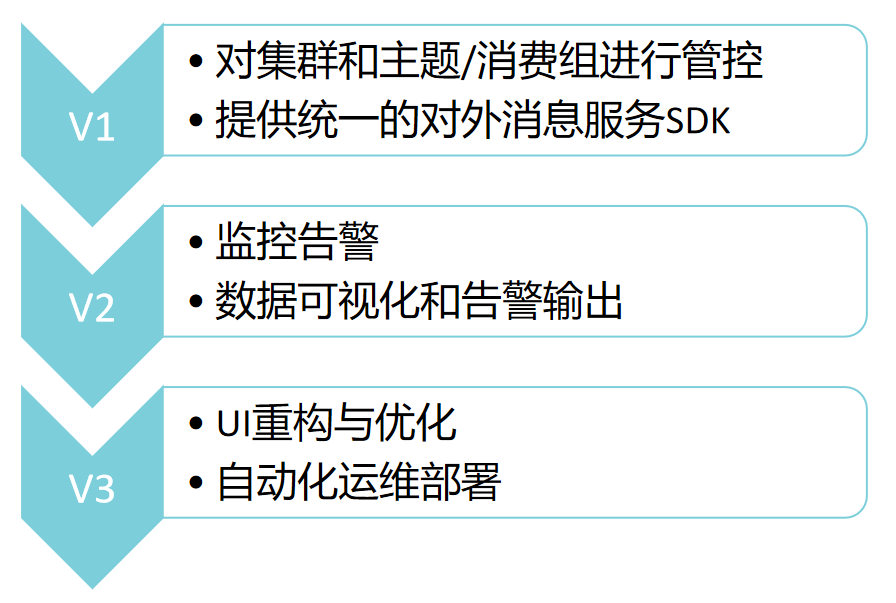 V1
• 对集群和主题/消费组进行管控
• 提供统一的对外消息服务SDK
V2
• 监控告警
• 数据可视化和告警输出
V3
• UI重构与优化
• 自动化运维部署